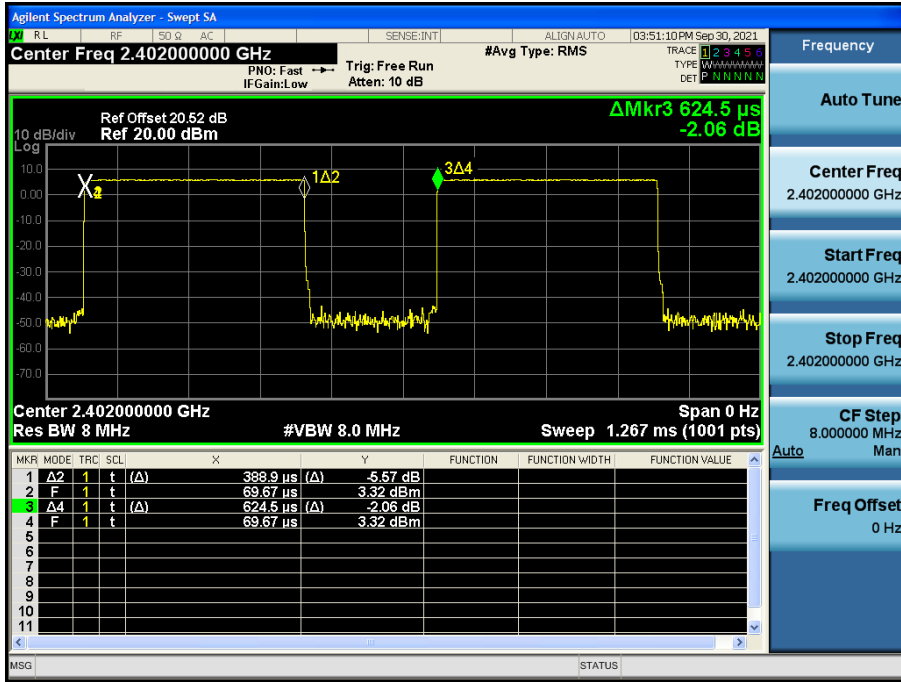 Agilent Spectrum Analyzer - Swept SA
LXI RL RF 50 Ω AC SENSE:INT ALIGN AUTO 03:51:10 PM Sep 30, 2021
Center Freq 2.402000000 GHz #Avg Type: RMS TRACE 1 2 3 4 5 6
PNO: Fast Trig: Free Run TYPE WWWWWW
IFGain:Low Atten: 10 dB DET P N N N N N
Ref Offset 20.52 dB ΔMkr3 624.5 µs
10 dB/div Ref 20.00 dBm -2.06 dB
Log
10.0
0.00
-10.0
-20.0
-30.0
-40.0
-50.0
-60.0
-70.0
1Δ2
3Δ4
Center 2.402000000 GHz Span 0 Hz
Res BW 8 MHz #VBW 8.0 MHz Sweep 1.267 ms (1001 pts)
MKR MODE TRC SCL X Y FUNCTION FUNCTION WIDTH FUNCTION VALUE
1 Δ2 1 t (Δ) 388.9 µs (Δ) -5.57 dB
2 F 1 t 69.67 µs 3.32 dBm
3 Δ4 1 t (Δ) 624.5 µs (Δ) -2.06 dB
4 F 1 t 69.67 µs 3.32 dBm
5
6
7
8
9
10
11
MSG STATUS
Frequency
Auto Tune
Center Freq
2.402000000 GHz
Start Freq
2.402000000 GHz
Stop Freq
2.402000000 GHz
CF Step
8.000000 MHz
Auto Man
Freq Offset
0 Hz